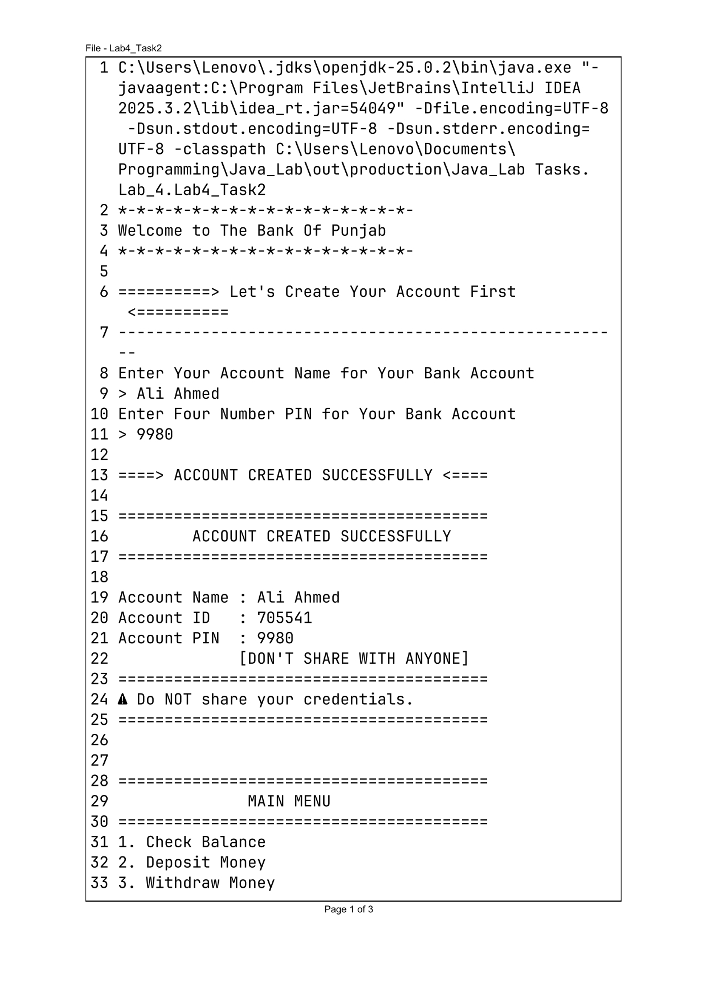 File - Lab4_Task2
1 C:\Users\Lenovo\.jdks\openjdk-25.0.2\bin\java.exe "-
javaagent:C:\Program Files\JetBrains\IntelliJ IDEA
2025.3.2\lib\idea_rt.jar=54049" -Dfile.encoding=UTF-8
-Dsun.stdout.encoding=UTF-8 -Dsun.stderr.encoding=
UTF-8 -classpath C:\Users\Lenovo\Documents\
Programming\Java_Lab\out\production\Java_Lab Tasks.
Lab_4.Lab4_Task2
2 *-*-*-*-*-*-*-*-*-*-*-*-*-*-*-*-
3 Welcome to The Bank Of Punjab
4 *-*-*-*-*-*-*-*-*-*-*-*-*-*-*-*-
5
6 ==========> Let's Create Your Account First
<==========
7 -----------------------------------------------------
--
8 Enter Your Account Name for Your Bank Account
9 > Ali Ahmed
10 Enter Four Number PIN for Your Bank Account
11 > 9980
12
13 ====> ACCOUNT CREATED SUCCESSFULLY <====
14
15 ========================================
16 ACCOUNT CREATED SUCCESSFULLY
17 ========================================
18
19 Account Name : Ali Ahmed
20 Account ID : 705541
21 Account PIN : 9980
22 [DON'T SHARE WITH ANYONE]
23 ========================================
24 ⚠ Do NOT share your credentials.
25 ========================================
26
27
28 ========================================
29 MAIN MENU
30 ========================================
31 1. Check Balance
32 2. Deposit Money
33 3. Withdraw Money
Page 1 of 3